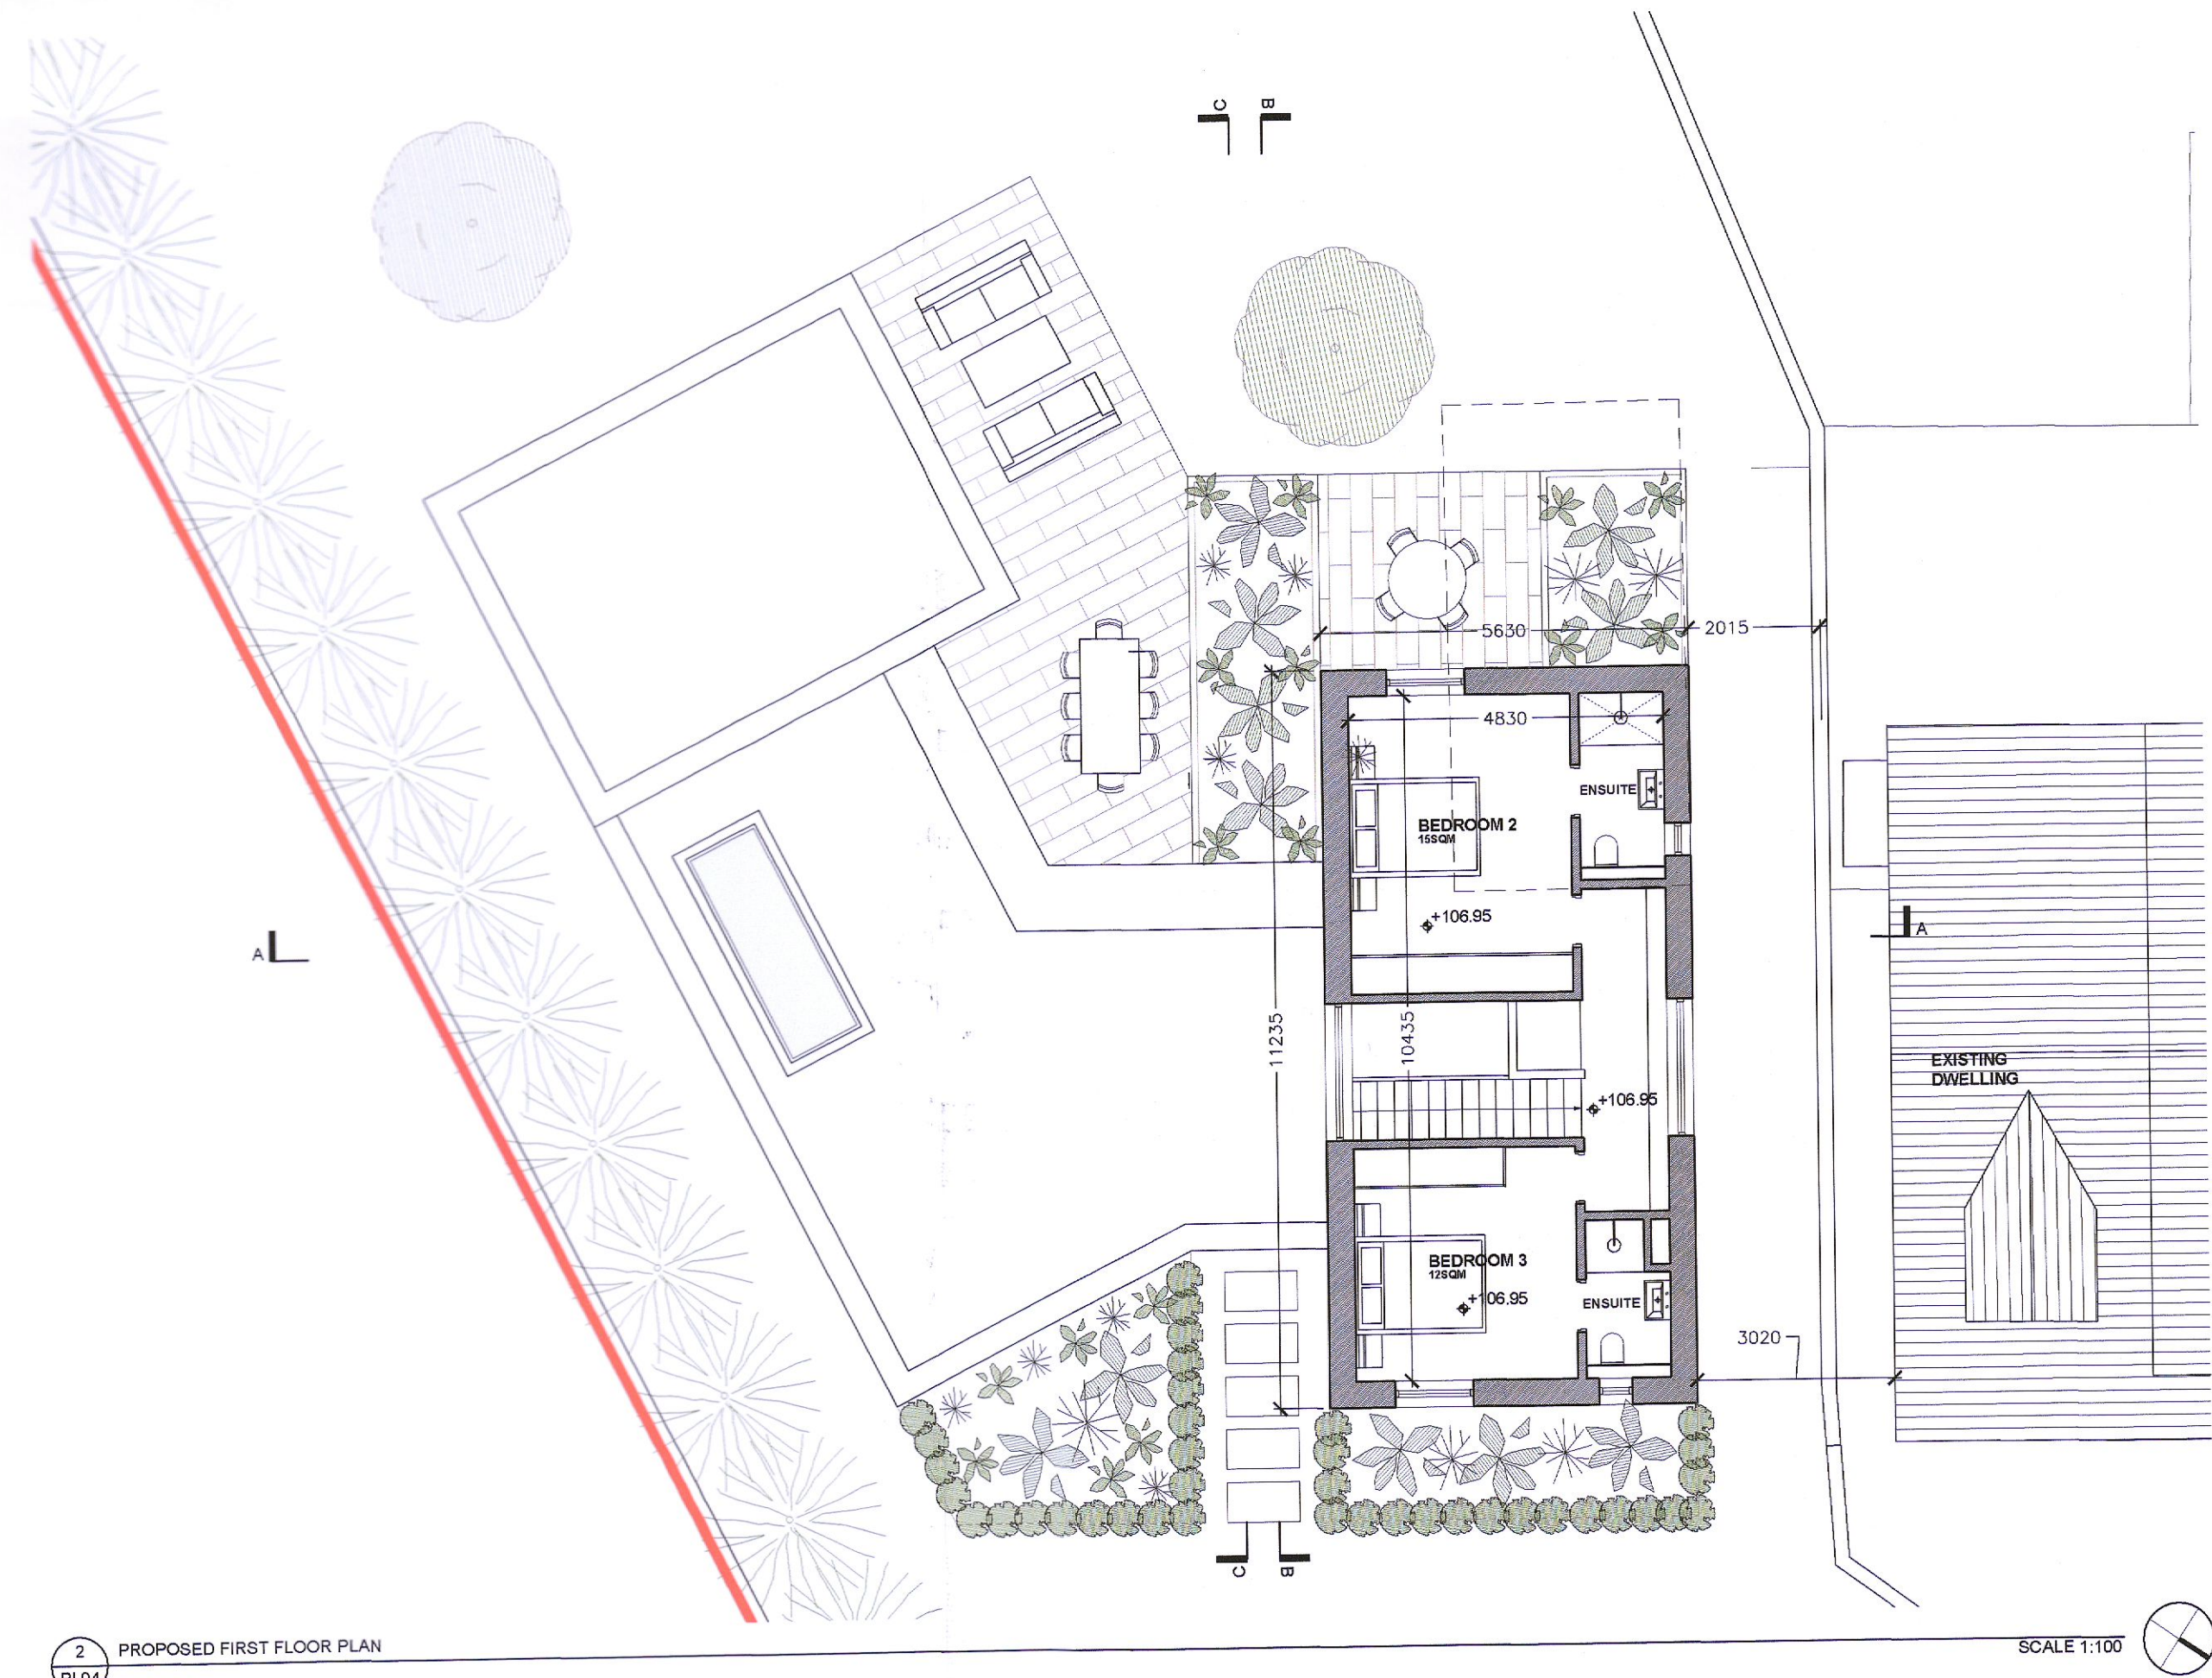 C B
5630
2015
4830
ENSUITE
BEDROOM 2
15SQM
+106.95
A
A
11235
10435
EXISTING
DWELLING
+106.95
BEDROOM 3
12SQM
+106.95
ENSUITE
3020
C B
2
PROPOSED FIRST FLOOR PLAN
SCALE 1:100